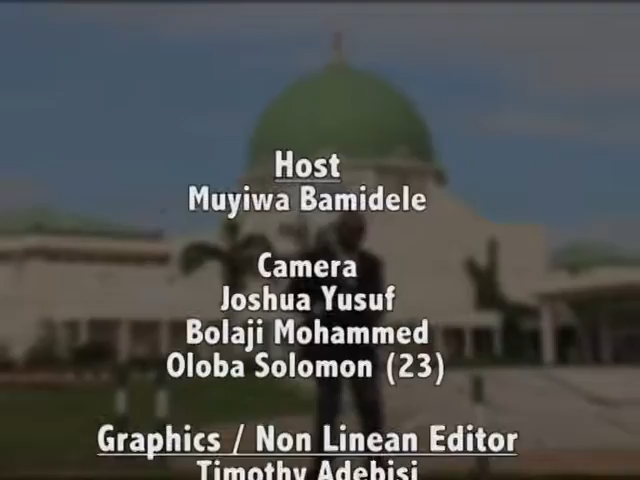 Host
Muyiwa Bamidele
Camera
Joshua Yusuf
Bolaji Mohammed
Oloba Solomon (23)
Graphics / Non Linean Editor
Timothy Adebisi